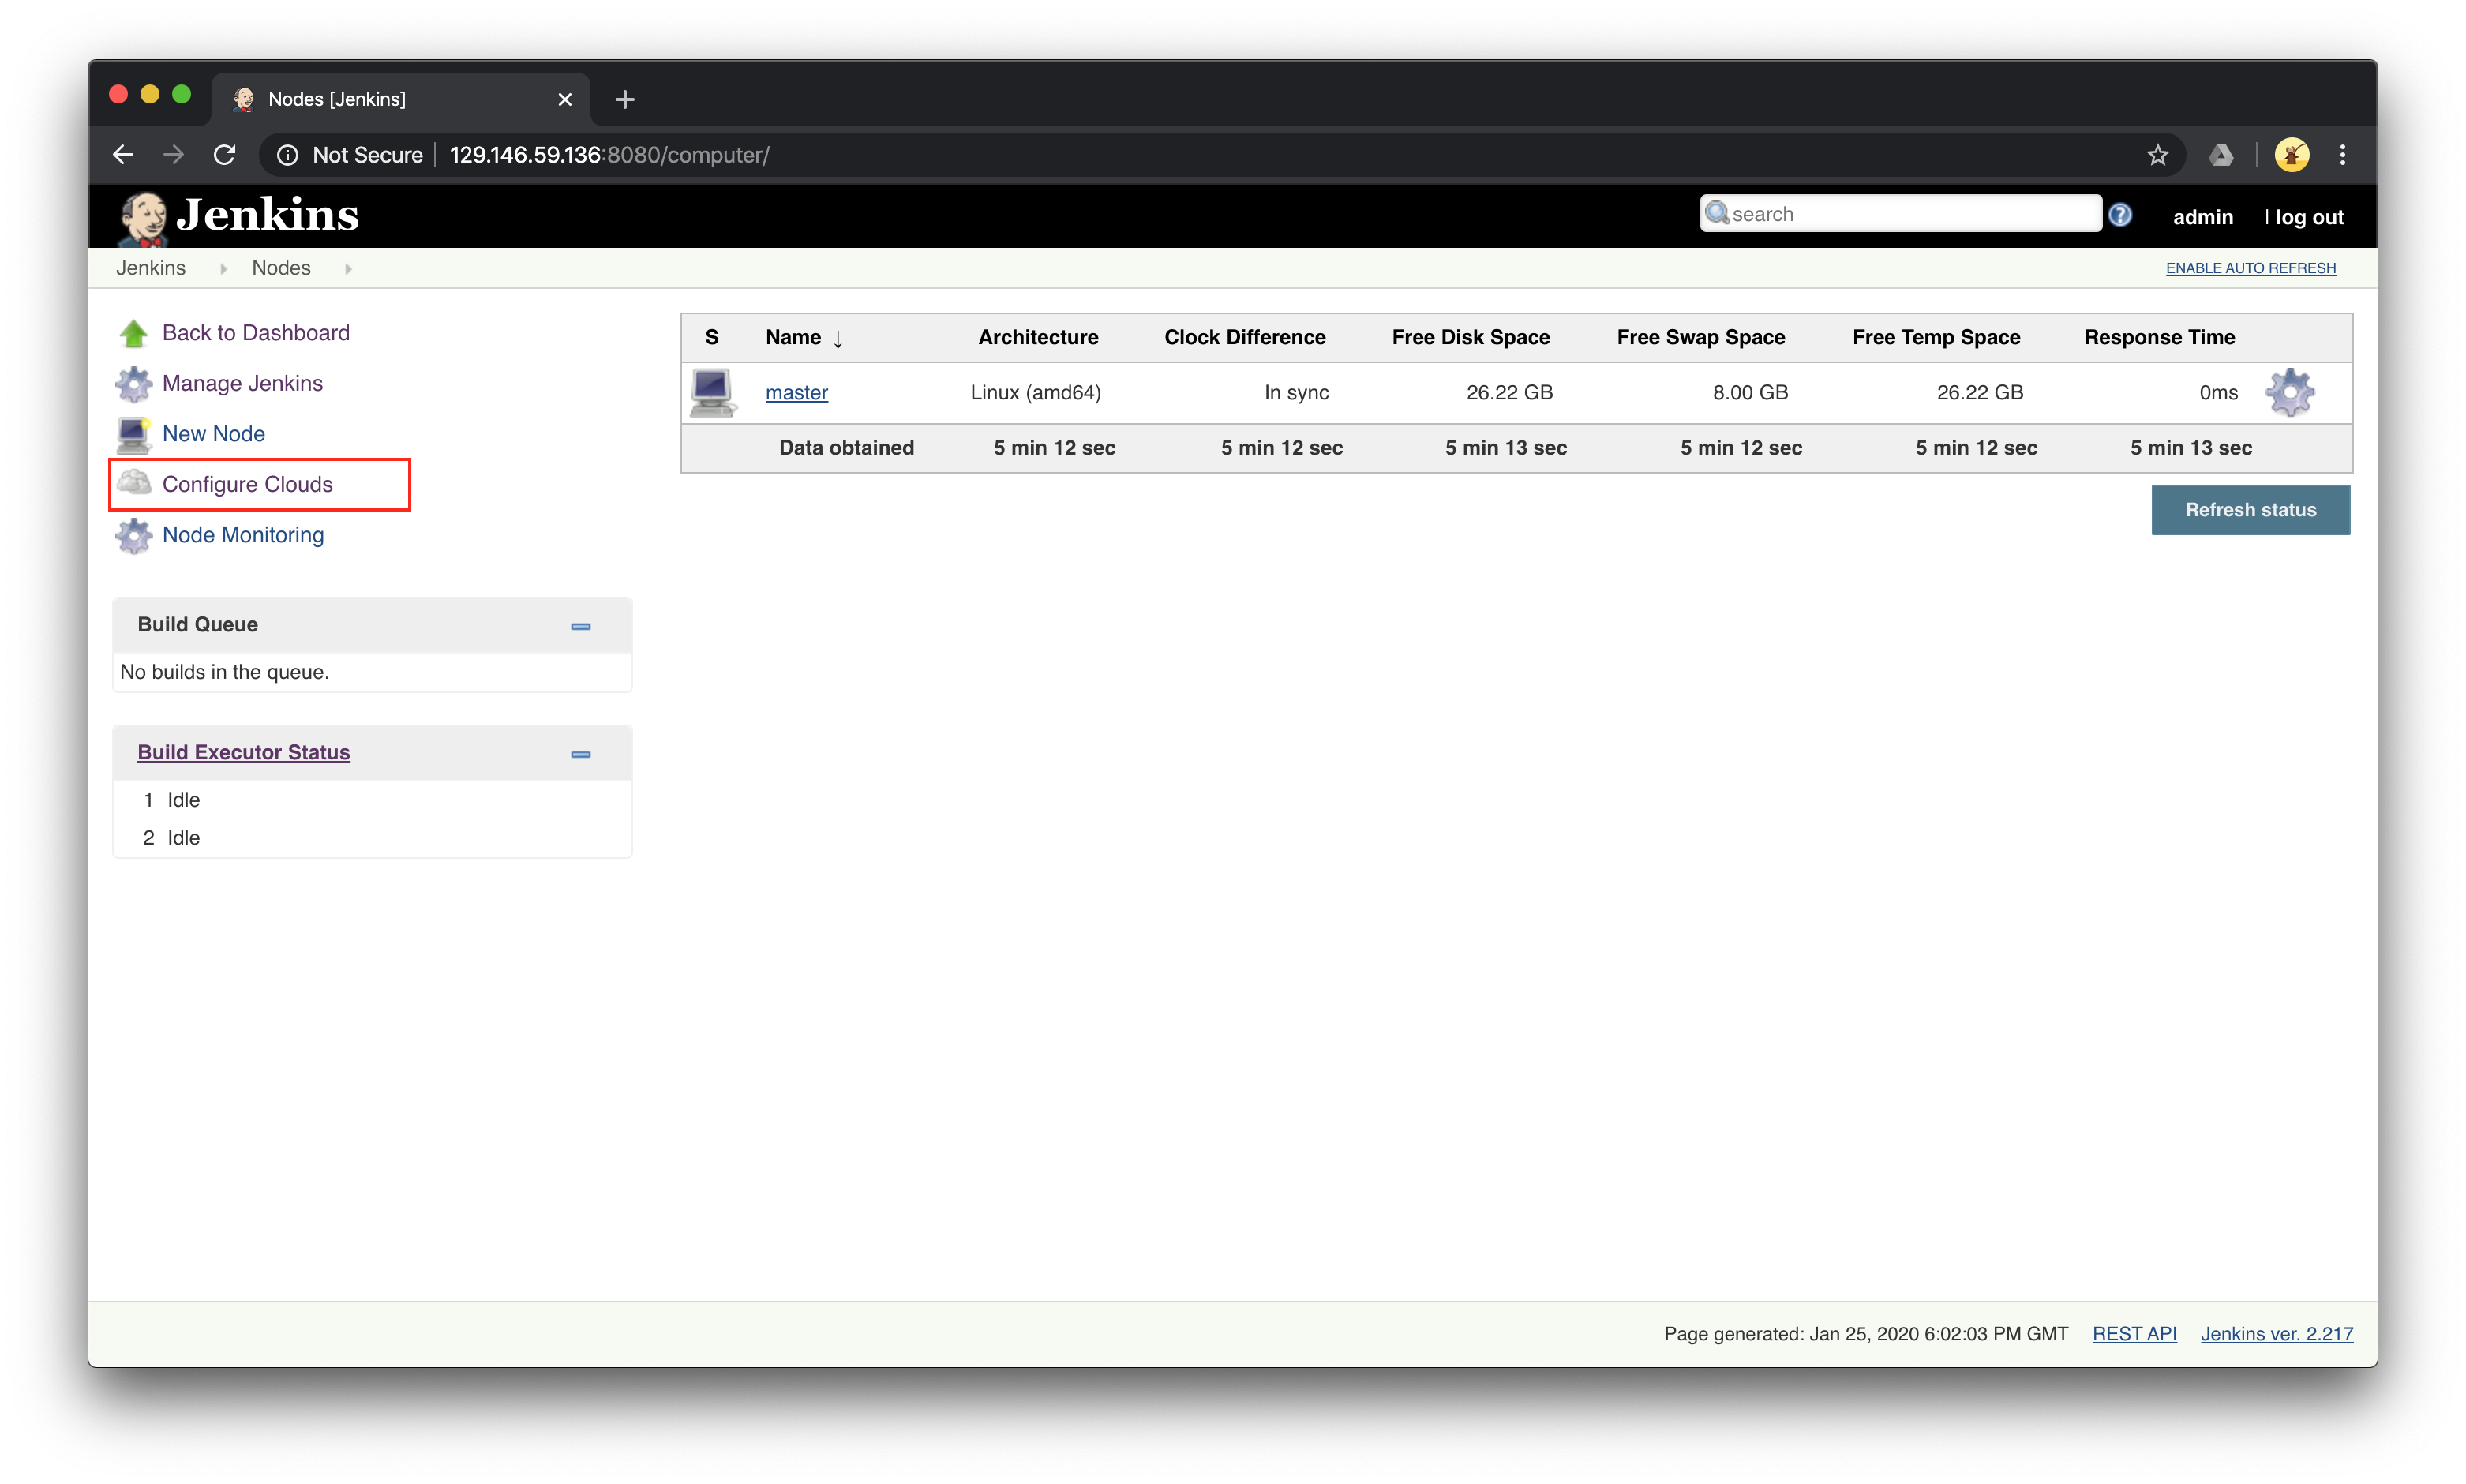 Nodes [Jenkins]
Not Secure 129.146.59.136:8080/computer/
Jenkins
search
admin | log out
Jenkins Nodes
ENABLE AUTO REFRESH
Back to Dashboard
Manage Jenkins
New Node
Configure Clouds
Node Monitoring
Build Queue
No builds in the queue.
Build Executor Status
1 Idle
2 Idle
S Name ↓ Architecture Clock Difference Free Disk Space Free Swap Space Free Temp Space Response Time
master Linux (amd64) In sync 26.22 GB 8.00 GB 26.22 GB 0ms
Data obtained 5 min 12 sec 5 min 12 sec 5 min 13 sec 5 min 12 sec 5 min 12 sec 5 min 13 sec
Refresh status
Page generated: Jan 25, 2020 6:02:03 PM GMT REST API Jenkins ver. 2.217